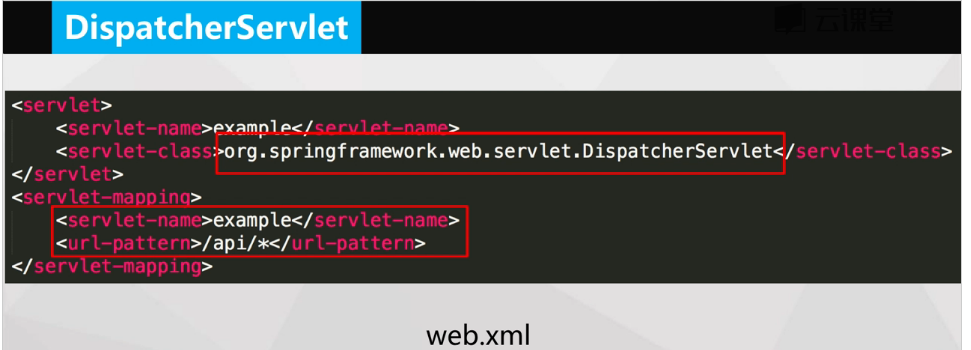 DispatcherServlet
云课堂
<servlet>
<servlet-name>example</servlet-name>
<servlet-class>org.springframework.web.servlet.DispatcherServlet</servlet-class>
</servlet>
<servlet-mapping>
<servlet-name>example</servlet-name>
<url-pattern>/api/*</url-pattern>
</servlet-mapping>
web.xml